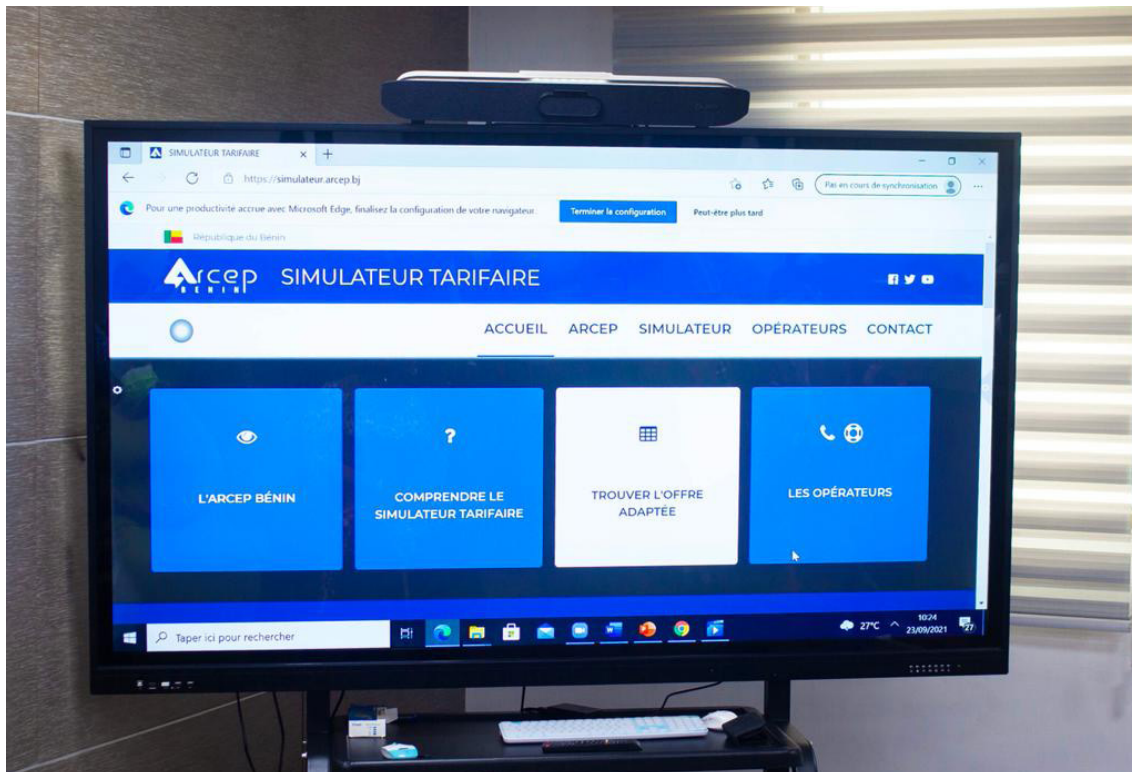 SIMULATEUR TARIFAIRE
https://simulateur.arcep.bj
Pas en cours de synchronisation
Pour une productivité accrue avec Microsoft Edge, finalisez la configuration de votre navigateur.
Terminer la configuration
Peut-être plus tard
République du Bénin
Arcep
BENIN
SIMULATEUR TARIFAIRE
ACCUEIL
ARCEP
SIMULATEUR
OPÉRATEURS
CONTACT
L'ARCEP BÉNIN
?
COMPRENDRE LE
SIMULATEUR TARIFAIRE
TROUVER L'OFFRE
ADAPTÉE
LES OPÉRATEURS
Taper ici pour rechercher
27°C
10:24
23/09/2021
27